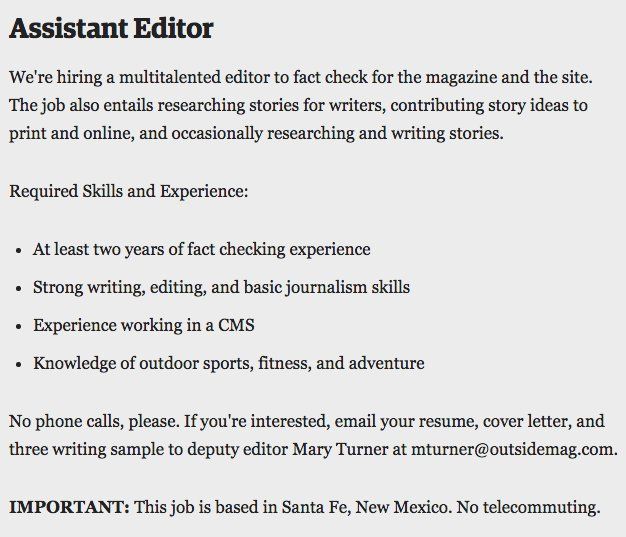 Assistant Editor
We're hiring a multitalented editor to fact check for the magazine and the site.
The job also entails researching stories for writers, contributing story ideas to
print and online, and occasionally researching and writing stories.
Required Skills and Experience:
• At least two years of fact checking experience
• Strong writing, editing, and basic journalism skills
• Experience working in a CMS
• Knowledge of outdoor sports, fitness, and adventure
No phone calls, please. If you're interested, email your resume, cover letter, and
three writing sample to deputy editor Mary Turner at mturner@outsidemag.com.
IMPORTANT: This job is based in Santa Fe, New Mexico. No telecommuting.